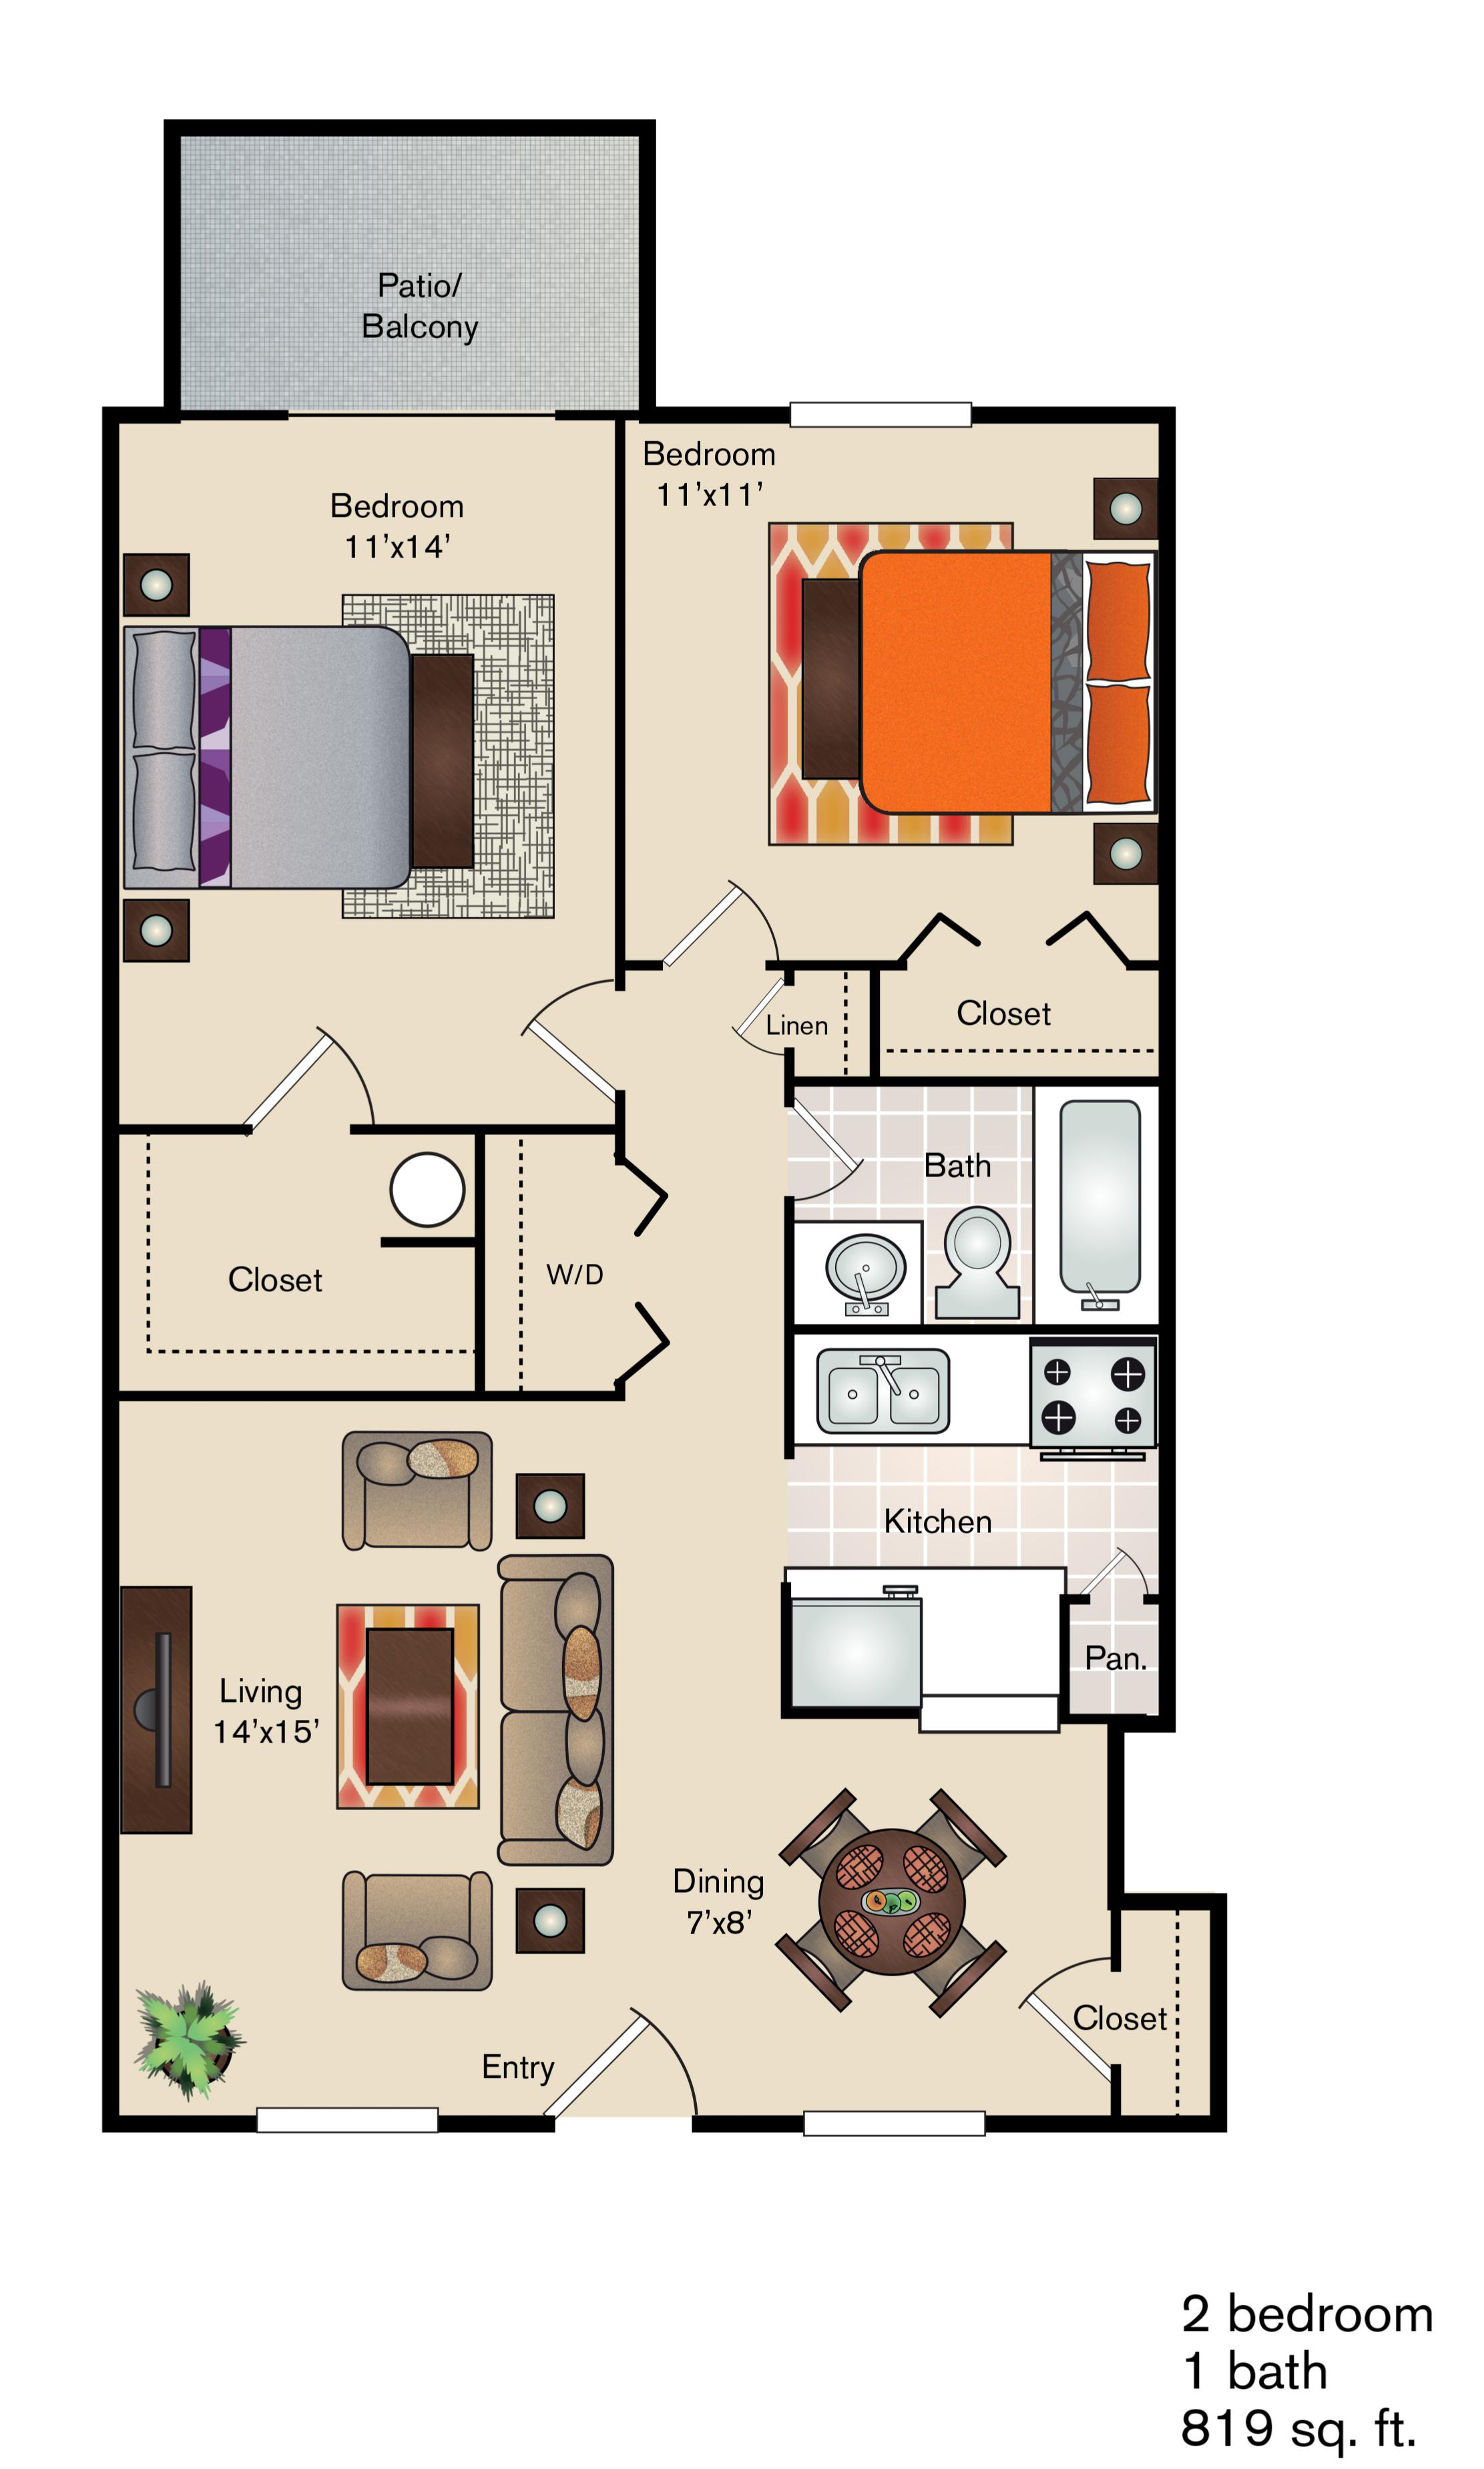 Patio/
Balcony
Bedroom
11’x11’
Bedroom
11’x14’
Linen
Closet
Bath
W/D
Closet
Kitchen
Pan.
Living
14’x15’
Dining
7’x8’
Closet
Entry
2 bedroom
1 bath
819 sq. ft.